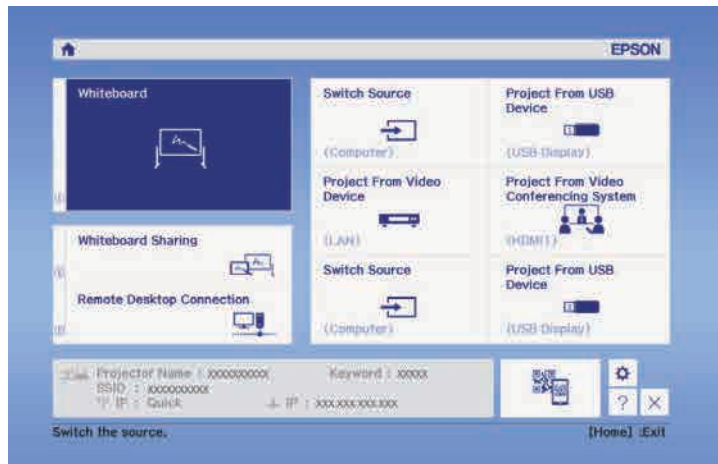 EPSON
Whiteboard
Whiteboard Sharing
Remote Desktop Connection
Switch Source
(Computer)
Project From USB
Device
(USB Display)
Project From Video
Device
(LAN)
Project From Video
Conferencing System
(HDMI1)
Switch Source
(Computer)
Project From USB
Device
(USB Display)
Projector Name : xxxxxxxxxx
Keyword : xxxxx
SSID : xxxxxxxxxx
IP : Quick
IP : xxx.xxx.xxx.xxx
?
Switch the source.
[Home] :Exit